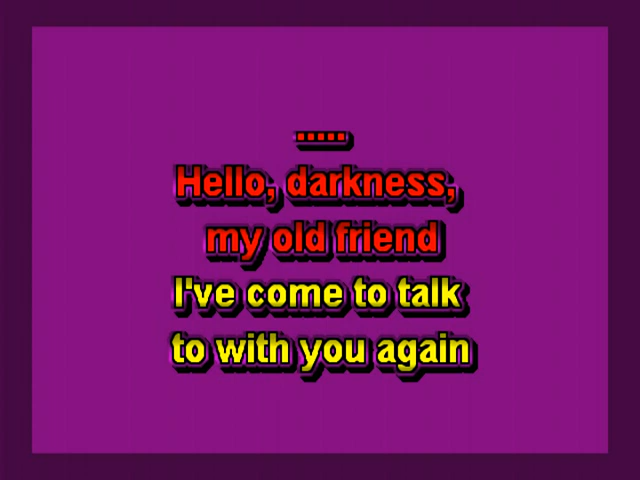 .....
Hello, darkness,
my old friend
I've come to talk
to with you again